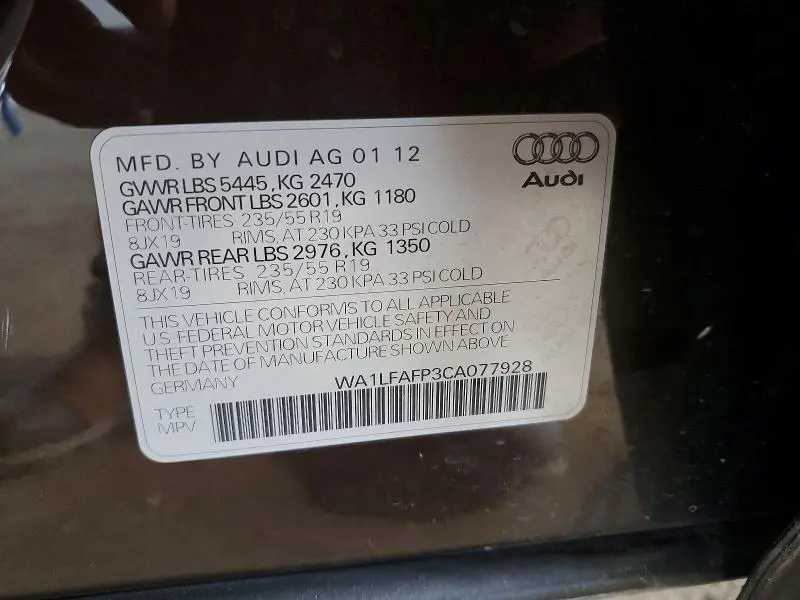 MFD. BY AUDI AG 01 12
Audi
GVWR LBS 5445, KG 2470
GAWR FRONT LBS 2601, KG 1180
FRONT-TIRES 235/55 R19
8JX19 RIMS, AT 230 KPA 33 PSI COLD
GAWR REAR LBS 2976, KG 1350
REAR-TIRES 235/55 R19
8JX19 RIMS, AT 230 KPA 33 PSI COLD
THIS VEHICLE CONFORMS TO ALL APPLICABLE
U.S. FEDERAL MOTOR VEHICLE SAFETY AND
THEFT PREVENTION STANDARDS IN EFFECT ON
THE DATE OF MANUFACTURE SHOWN ABOVE
GERMANY WA1LFAFP3CA077928
TYPE
MPV